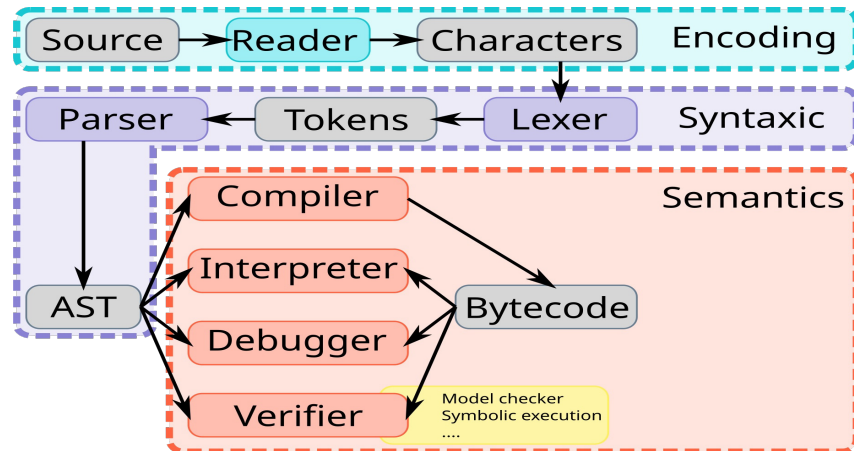 Source
Reader
Characters
Encoding
Parser
Tokens
Lexer
Syntaxic
Semantics
Compiler
Interpreter
AST
Bytecode
Debugger
Verifier
Model checker
Symbolic execution
....